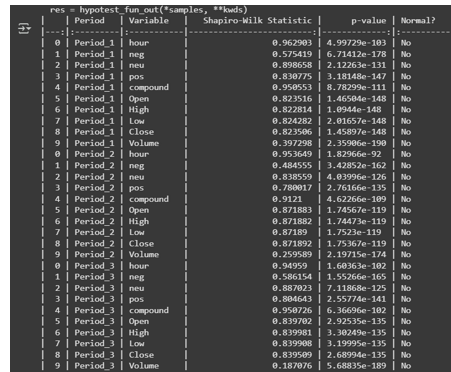 res = hypotest_fun_out(*samples, **kwds)
|    | Period   | Variable   |   Shapiro-Wilk Statistic |      p-value | Normal?
|---:|:---------|:-----------|-------------------------:|-------------:|:---------
|  0 | Period_1 | hour       |                 0.962903 | 4.99729e-103 | No
|  1 | Period_1 | neg        |                 0.575419 | 6.71412e-178 | No
|  2 | Period_1 | neu        |                 0.898658 | 2.12263e-131 | No
|  3 | Period_1 | pos        |                 0.830775 | 3.18148e-147 | No
|  4 | Period_1 | compound   |                 0.950553 | 8.78299e-111 | No
|  5 | Period_1 | Open       |                 0.823516 | 1.46504e-148 | No
|  6 | Period_1 | High       |                 0.822814 | 1.0944e-148 | No
|  7 | Period_1 | Low        |                 0.824282 | 2.01657e-148 | No
|  8 | Period_1 | Close      |                 0.823506 | 1.45897e-148 | No
|  9 | Period_1 | Volume     |                 0.397298 | 2.35906e-190 | No
|  0 | Period_2 | hour       |                 0.953649 | 1.82966e-92 | No
|  1 | Period_2 | neg        |                 0.484555 | 3.42852e-162 | No
|  2 | Period_2 | neu        |                 0.838559 | 4.03996e-126 | No
|  3 | Period_2 | pos        |                 0.780017 | 2.76166e-135 | No
|  4 | Period_2 | compound   |                 0.9121 | 4.62266e-109 | No
|  5 | Period_2 | Open       |                 0.871883 | 1.74567e-119 | No
|  6 | Period_2 | High       |                 0.871882 | 1.74473e-119 | No
|  7 | Period_2 | Low        |                 0.87189 | 1.7523e-119 | No
|  8 | Period_2 | Close      |                 0.871892 | 1.75367e-119 | No
|  9 | Period_2 | Volume     |                 0.259589 | 2.19715e-174 | No
|  0 | Period_3 | hour       |                 0.94959 | 1.60363e-102 | No
|  1 | Period_3 | neg        |                 0.586154 | 1.55266e-165 | No
|  2 | Period_3 | neu        |                 0.887023 | 7.11868e-125 | No
|  3 | Period_3 | pos        |                 0.804643 | 2.55774e-141 | No
|  4 | Period_3 | compound   |                 0.950726 | 6.36696e-102 | No
|  5 | Period_3 | Open       |                 0.839702 | 2.92535e-135 | No
|  6 | Period_3 | High       |                 0.839981 | 3.30249e-135 | No
|  7 | Period_3 | Low        |                 0.839908 | 3.19995e-135 | No
|  8 | Period_3 | Close      |                 0.839509 | 2.68994e-135 | No
|  9 | Period_3 | Volume     |                 0.187076 | 5.68835e-189 | No